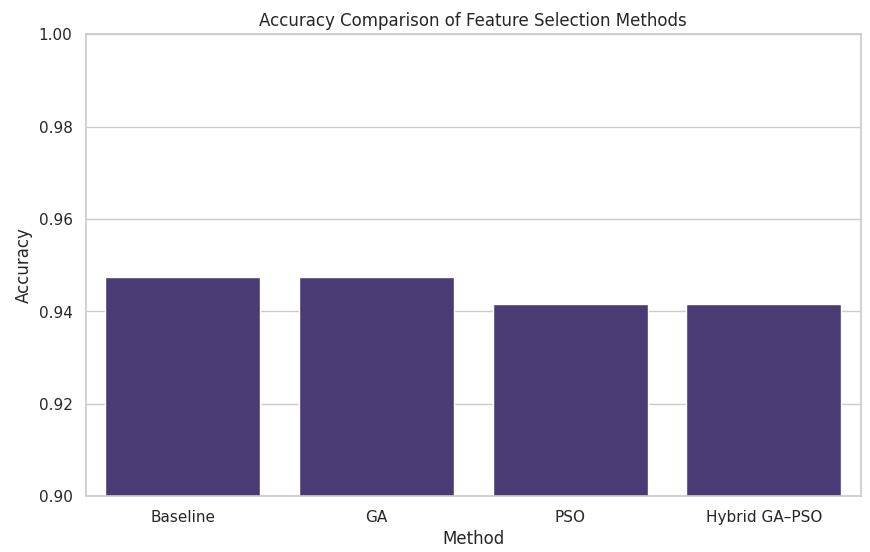 Accuracy Comparison of Feature Selection Methods
1.00
0.98
0.96
0.94
0.92
0.90
Accuracy
Baseline
GA
PSO
Hybrid GA–PSO
Method